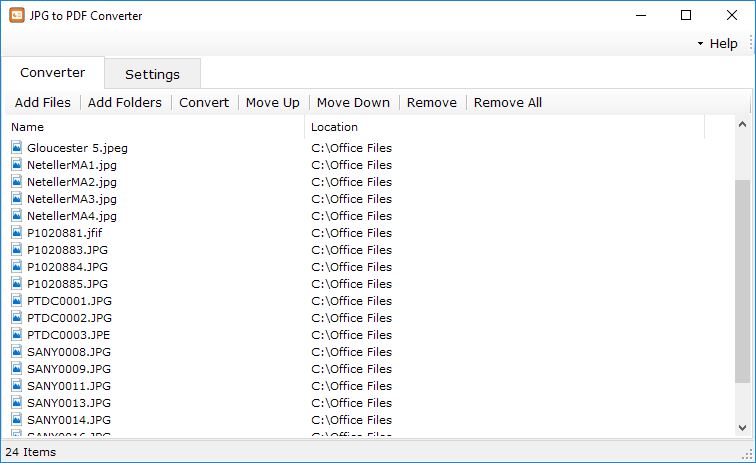 JPG to PDF Converter
Help
Converter Settings
Add Files Add Folders Convert Move Up Move Down Remove Remove All
Name Location
Gloucester 5.jpeg C:\Office Files
NetellerMA1.jpg C:\Office Files
NetellerMA2.jpg C:\Office Files
NetellerMA3.jpg C:\Office Files
NetellerMA4.jpg C:\Office Files
P1020881.jfif C:\Office Files
P1020883.JPG C:\Office Files
P1020884.JPG C:\Office Files
P1020885.JPG C:\Office Files
PTDC0001.JPG C:\Office Files
PTDC0002.JPG C:\Office Files
PTDC0003.JPE C:\Office Files
SANY0008.JPG C:\Office Files
SANY0009.JPG C:\Office Files
SANY0011.JPG C:\Office Files
SANY0013.JPG C:\Office Files
SANY0014.JPG C:\Office Files
C:\Office Files
24 Items